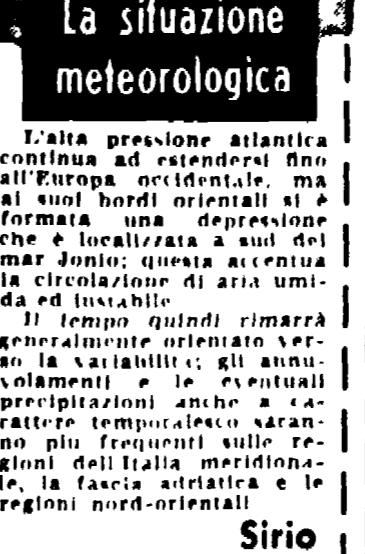 La situazione
meteorologica
L'alta pressione atlantica
continua ad estendersi fino
all'Europa occidentale, ma
ai suoi bordi orientali si è
formata una depressione
che è localizzata a sud del
mar Jonio; questa accentua
la circolazione di aria umi-
da ed instabile
Il tempo quindi rimarrà
generalmente orientato ver-
so la variabilità; gli annu-
volamenti e le eventuali
precipitazioni anche a ca-
rattere temporalesco saran-
no più frequenti sulle re-
gioni dell'Italia meridiona-
le, la fascia adriatica e le
regioni nord-orientali
Sirio